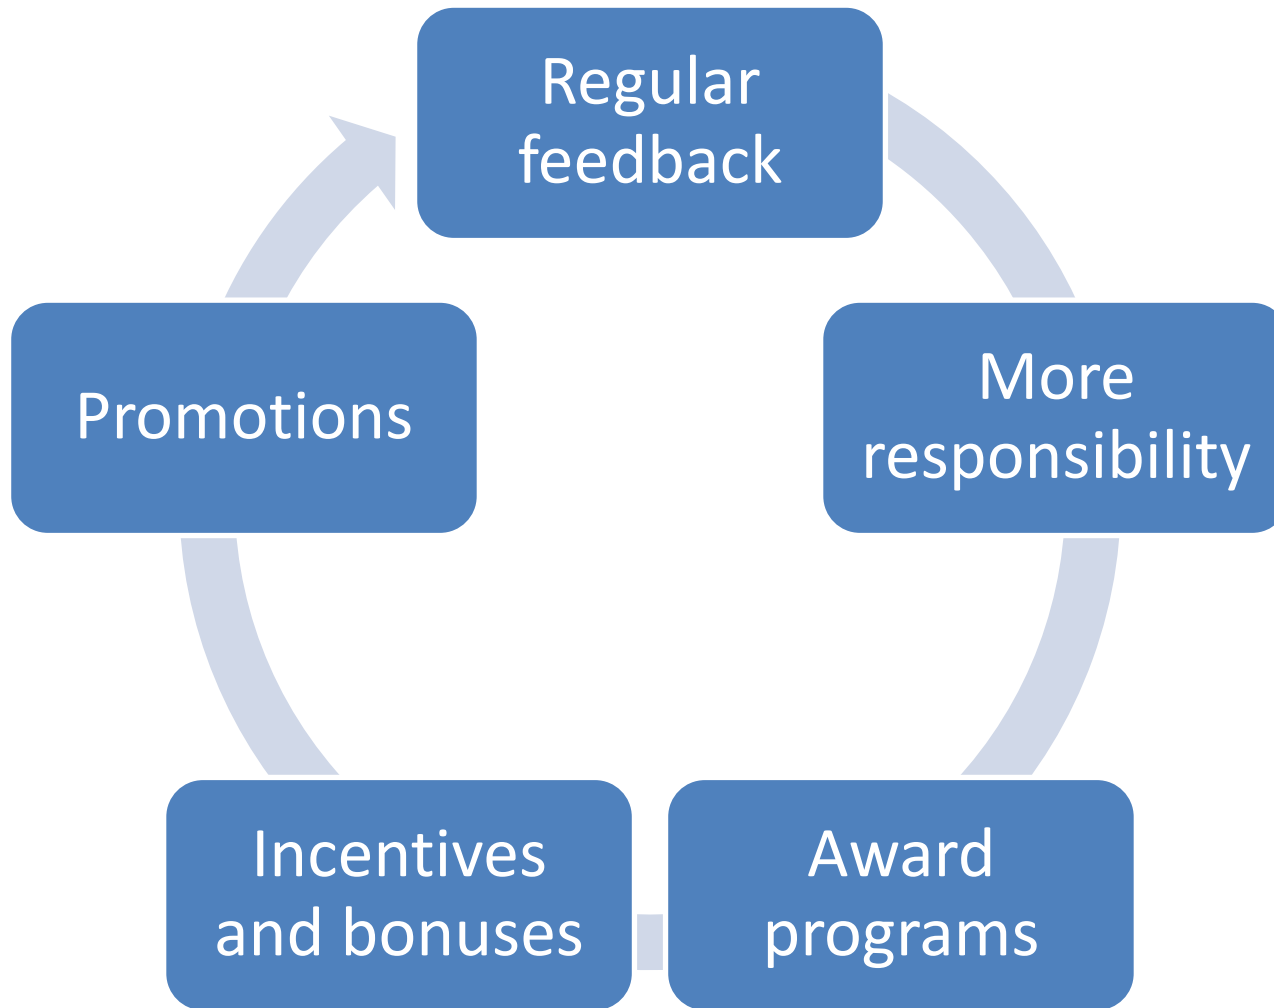 Regular
feedback
More
responsibility
Award
programs
Incentives
and bonuses
Promotions